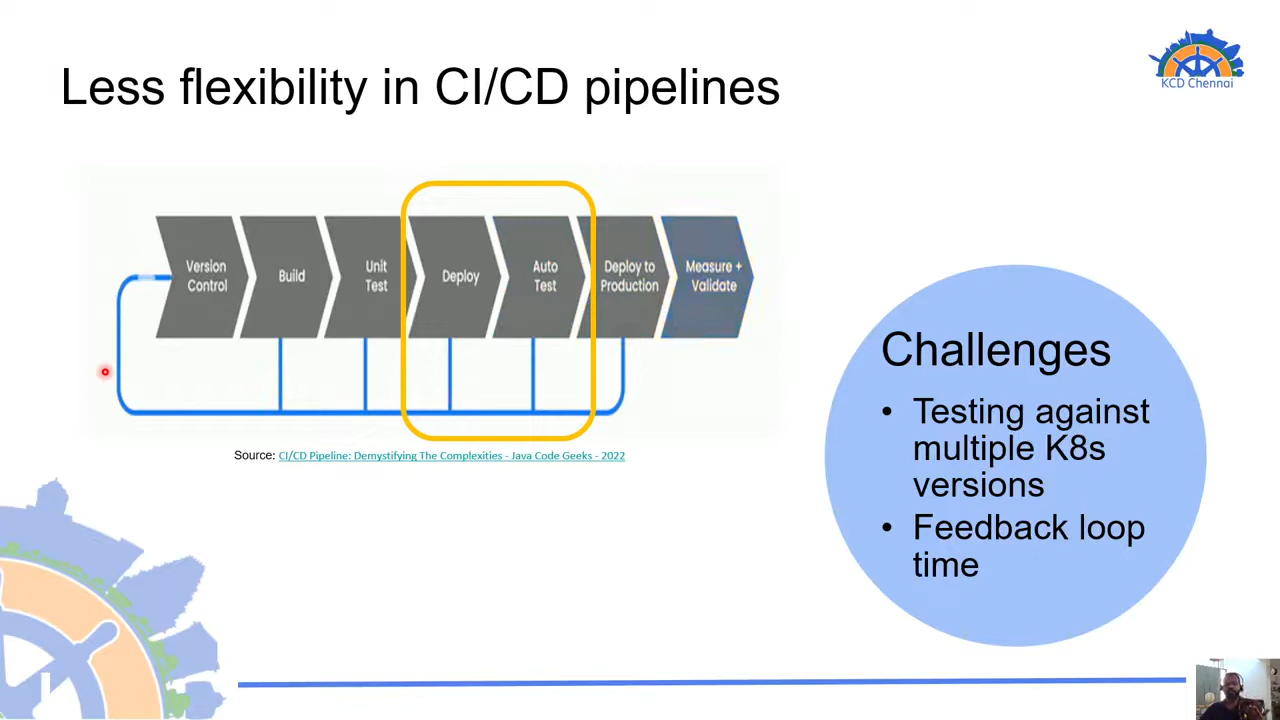 Less flexibility in CI/CD pipelines
KCD Chennai
Version
Control
Build
Unit
Test
Deploy
Auto
Test
Deploy to
Production
Measure +
Validate
Source: CI/CD Pipeline: Demystifying The Complexities - Java Code Geeks - 2022
Challenges
• Testing against
multiple K8s
versions
• Feedback loop
time